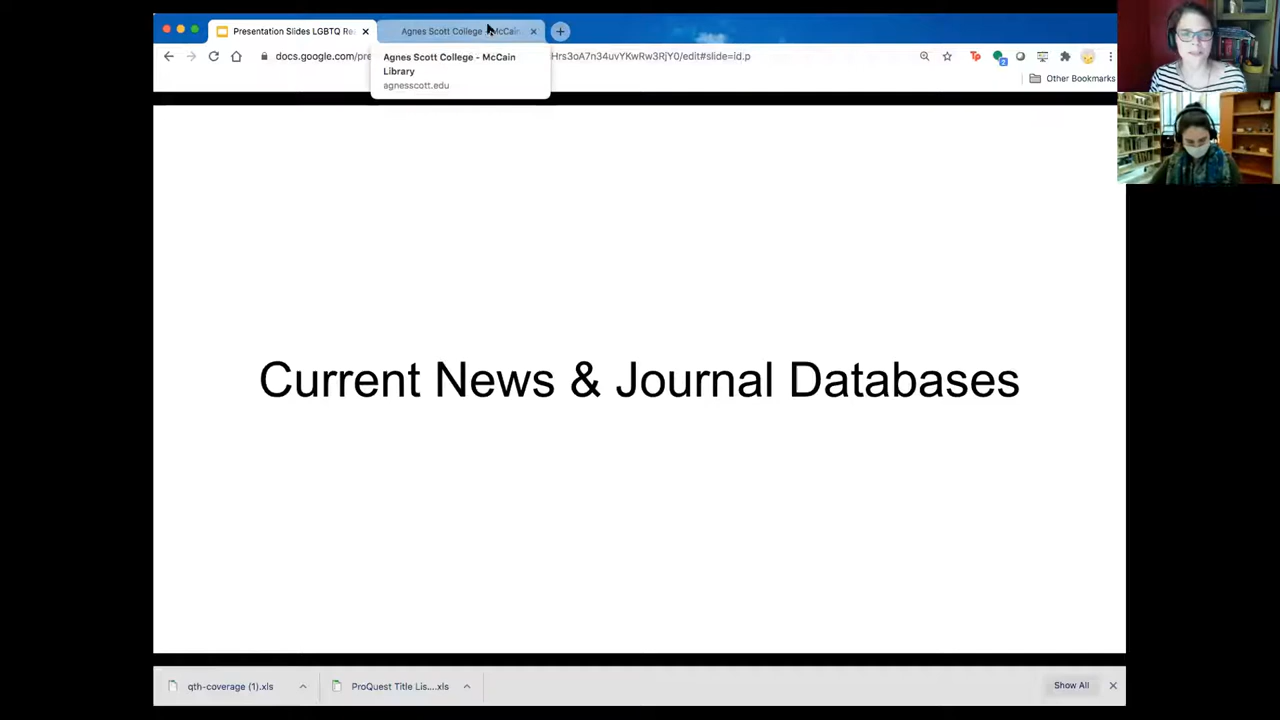 Presentation Slides LGBTQ Re
Agnes Scott College - McCain
docs.google.com/pre
Hrs3oA7n34uvYKwRw3RjY0/edit#slide=id.p
Agnes Scott College - McCain
Library
agnesscott.edu
Other Bookmarks
Current News & Journal Databases
qth-coverage (1).xls
ProQuest Title Lis....xls
Show All